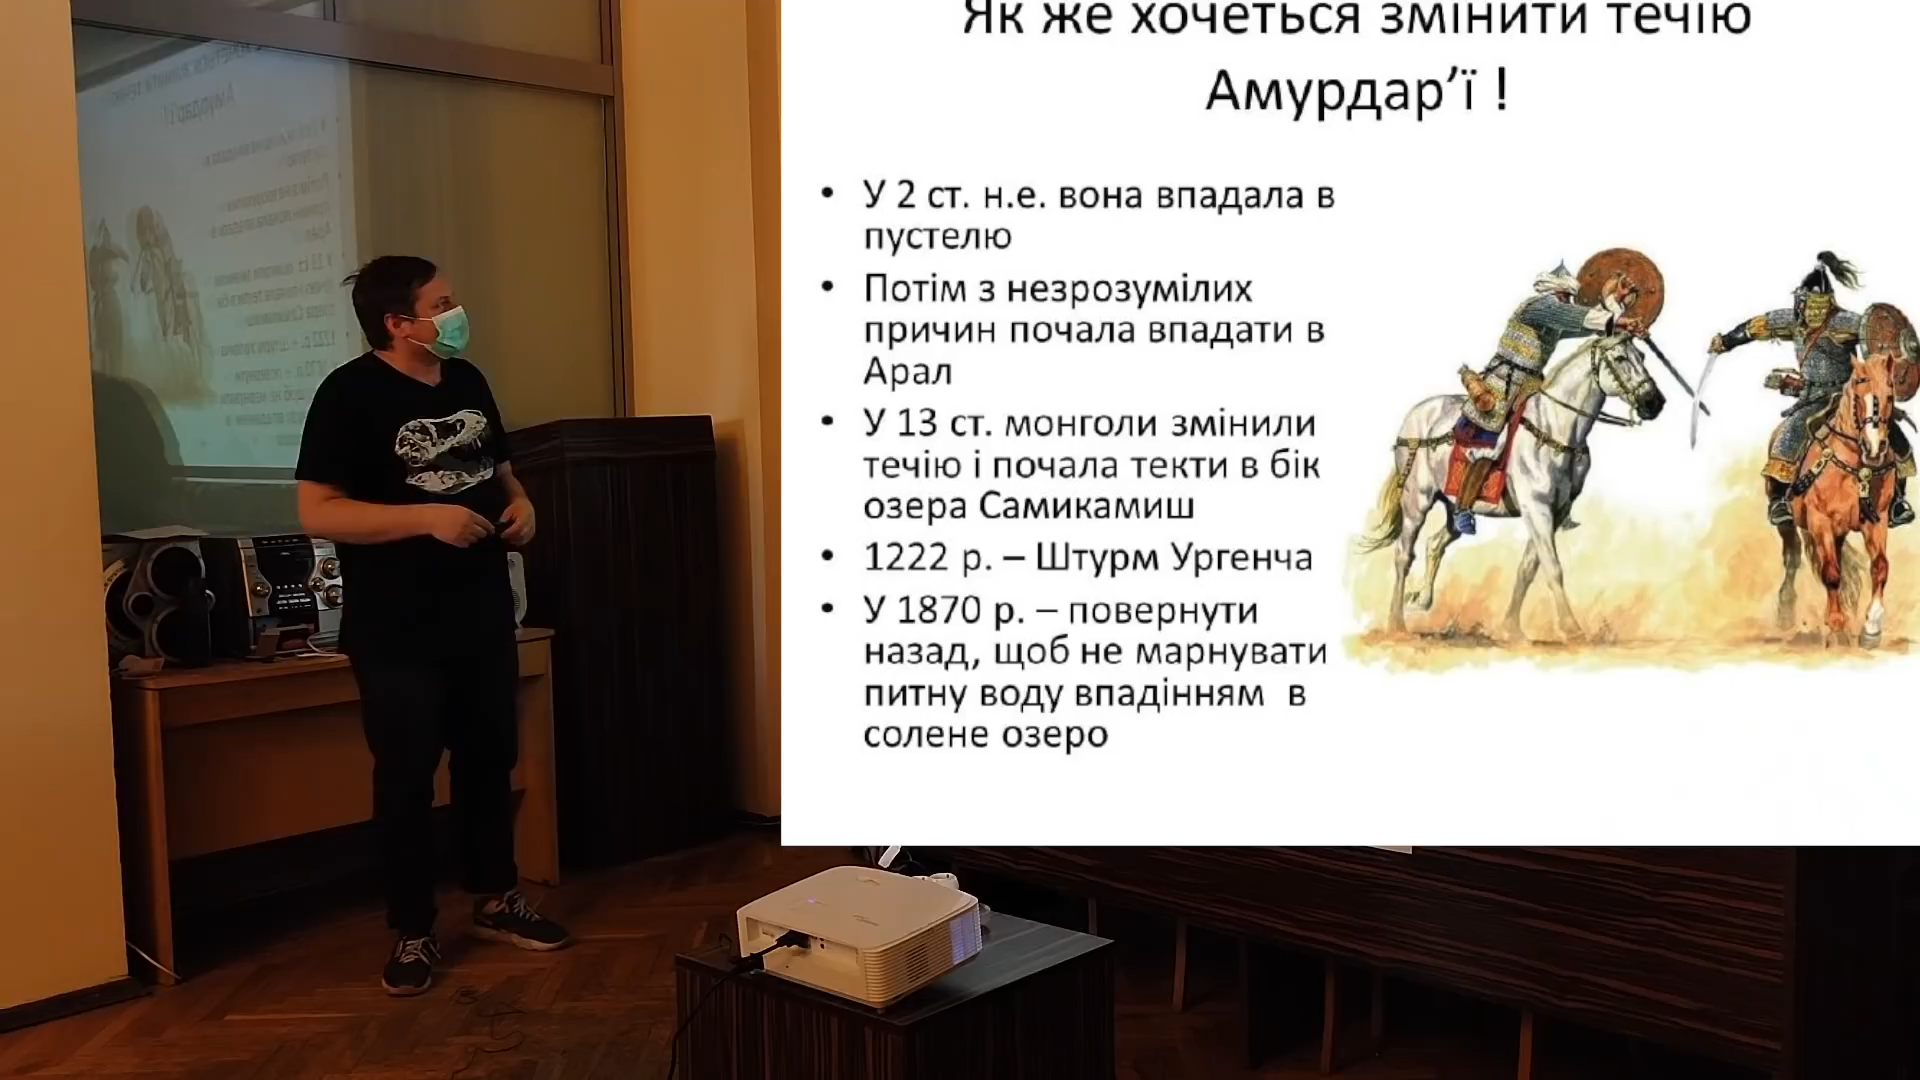 Як же хочеться змінити течію
Амурдар’ї !
• У 2 ст. н.е. вона впадала в
пустелю
• Потім з незрозумілих
причин почала впадати в
Арал
• У 13 ст. монголи змінили
течію і почала текти в бік
озера Самикамиш
• 1222 р. – Штурм Ургенча
• У 1870 р. – повернути
назад, щоб не марнувати
питну воду впадінням в
солене озеро